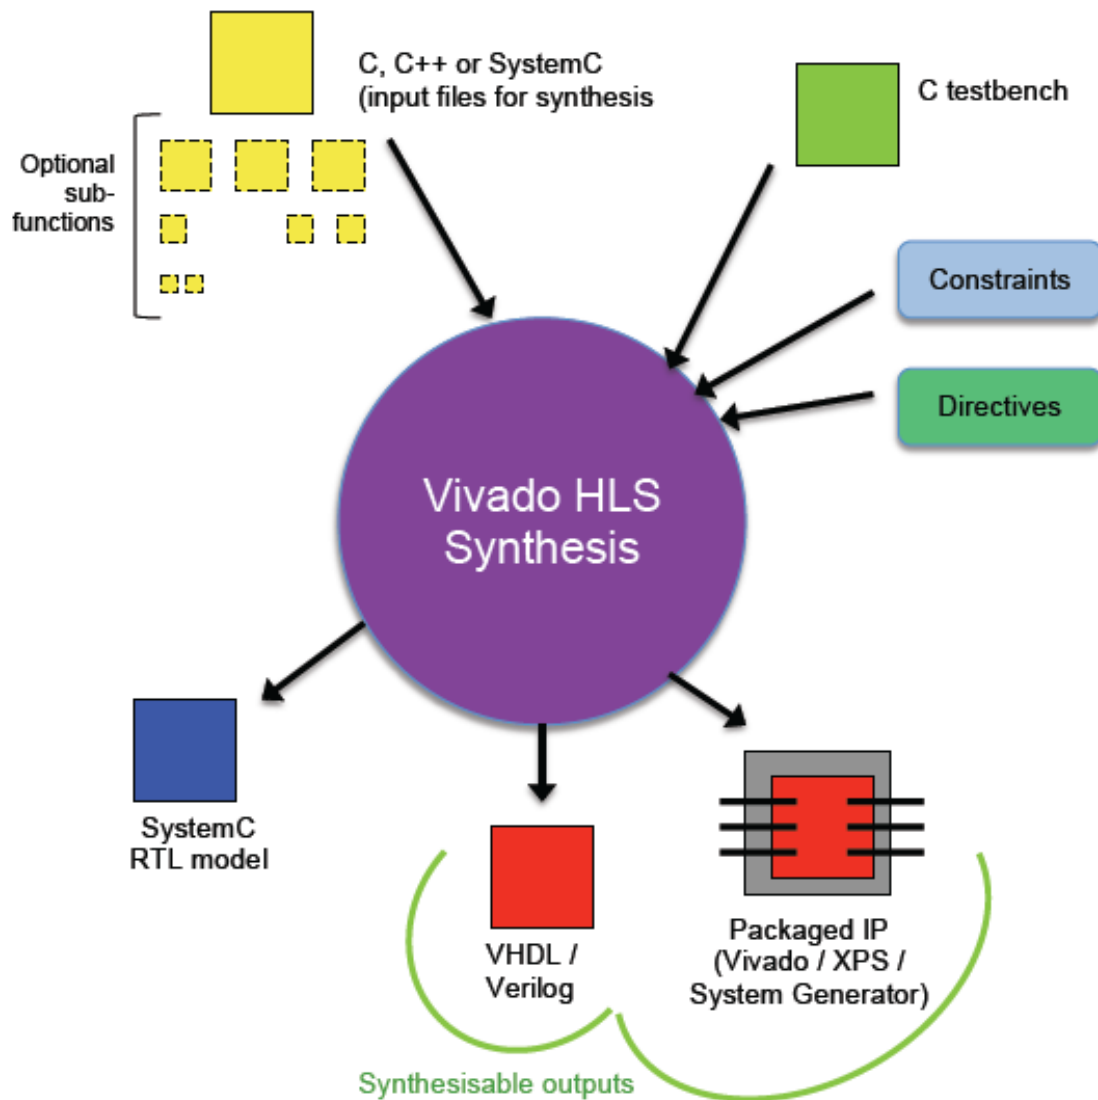 C, C++ or SystemC
(input files for synthesis
C testbench
Optional
sub-
functions
Constraints
Directives
Vivado HLS
Synthesis
SystemC
RTL model
VHDL /
Verilog
Packaged IP
(Vivado / XPS /
System Generator)
Synthesisable outputs